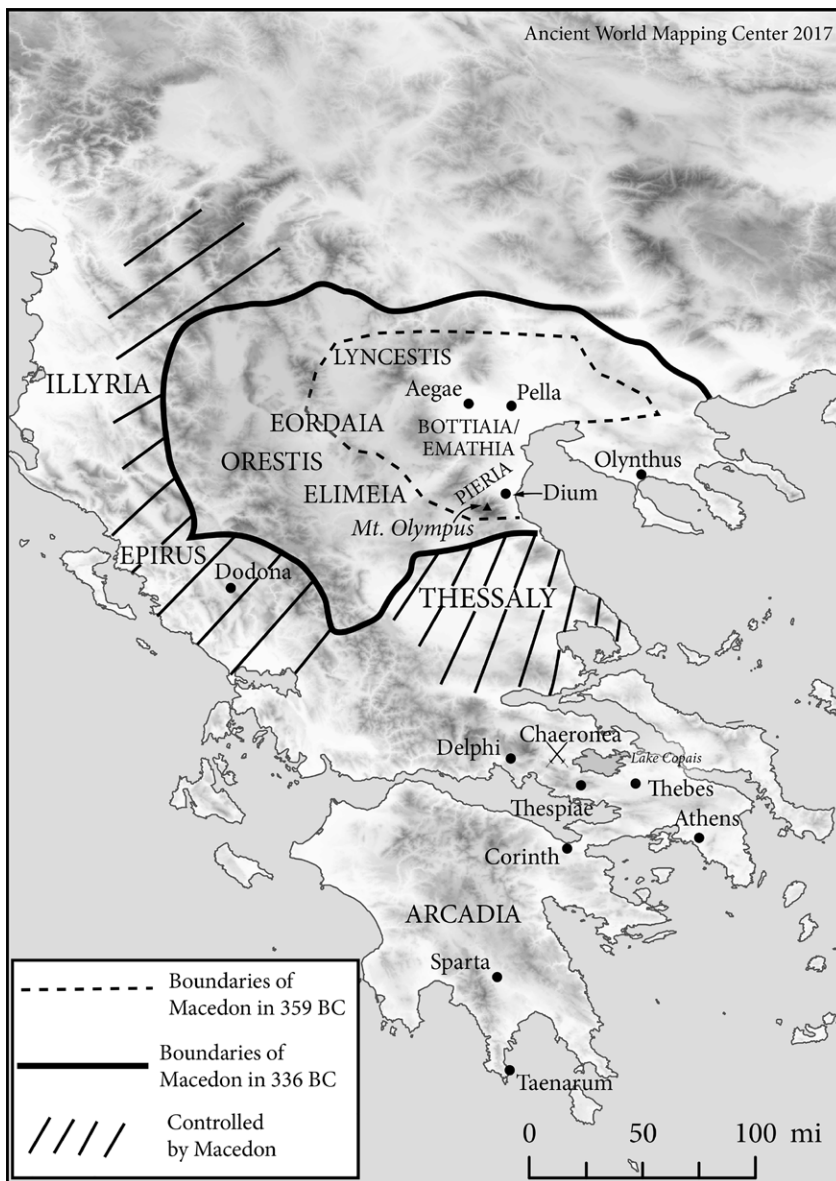 Ancient World Mapping Center 2017
LYNCESTIS
ILLYRIA
Aegae
Pella
EORDAIA
BOTTIAIA/
EMATHIA
ORESTIS
Olynthus
ELIMEIA
PIERIA
Dium
Mt. Olympus
EPIRUS
Dodona
THESSALY
Chaeronea
Delphi
Lake Copais
Thebes
Thespiae
Athens
Corinth
ARCADIA
Sparta
Taenarum
Boundaries of
Macedon in 359 BC
Boundaries of
Macedon in 336 BC
Controlled
by Macedon
0 50 100 mi